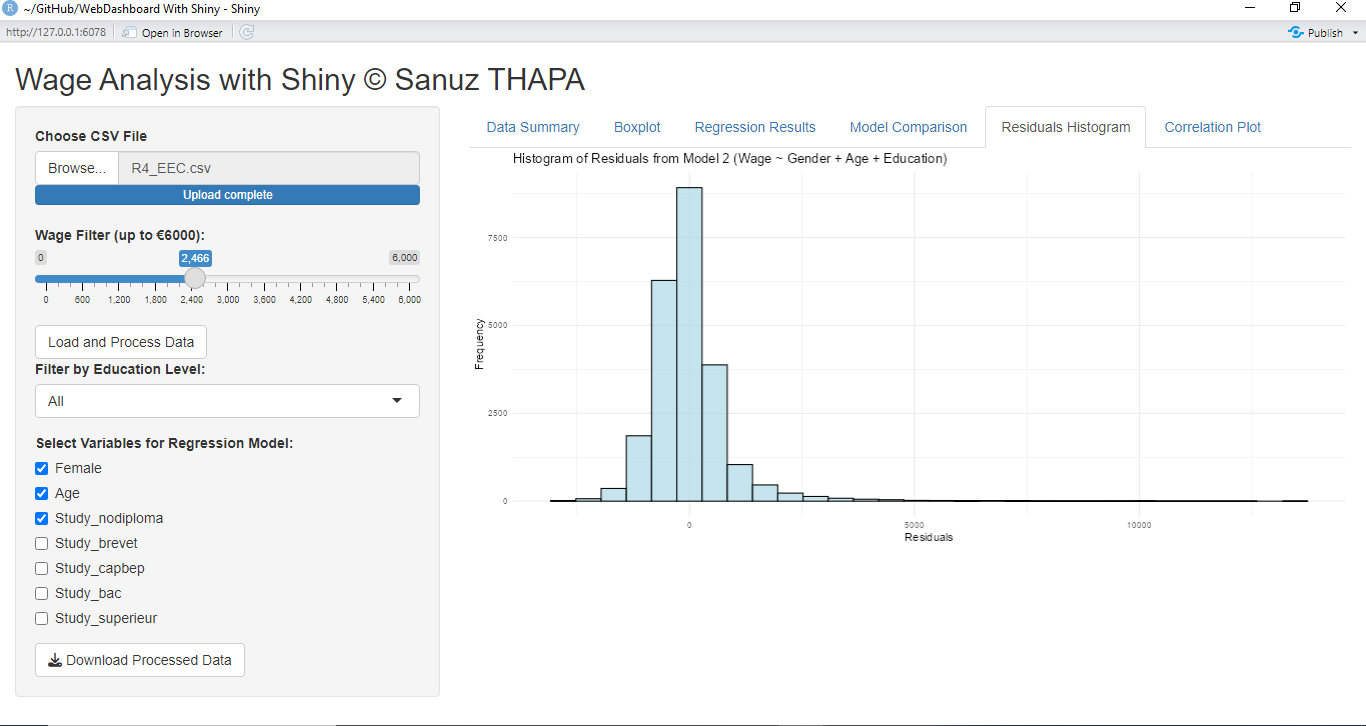 ~/GitHub/WebDashboard With Shiny - Shiny
http://127.0.0.1:6078 Open in Browser Publish
Wage Analysis with Shiny © Sanuz THAPA
Choose CSV File
Browse... R4_EEC.csv
Upload complete
Wage Filter (up to €6000):
0 2,466 6,000
0 600 1,200 1,800 2,400 3,000 3,600 4,200 4,800 5,400 6,000
Load and Process Data
Filter by Education Level:
All
Select Variables for Regression Model:
Female
Age
Study_nodiploma
Study_brevet
Study_capbep
Study_bac
Study_superieur
Download Processed Data
Data Summary Boxplot Regression Results Model Comparison Residuals Histogram Correlation Plot
Histogram of Residuals from Model 2 (Wage ~ Gender + Age + Education)
Frequency
7500
5000
2500
0
0 5000 10000
Residuals